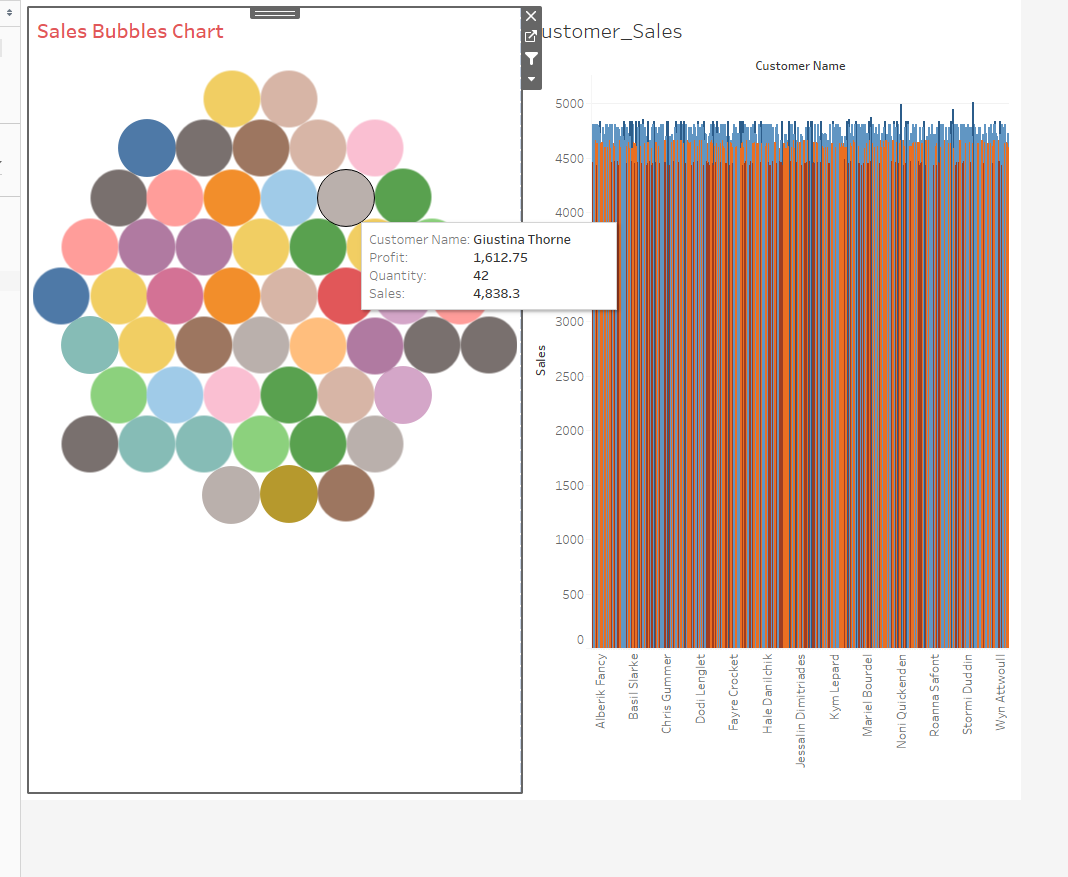 Sales Bubbles Chart
Customer Name: Giustina Thorne
Profit: 1,612.75
Quantity: 42
Sales: 4,838.3
ustomer_Sales
Customer Name
5000
4500
4000
3000
2500
2000
1500
1000
500
0
Sales
Alberik Fancy
Basil Slarke
Chris Gummer
Dodi Lenglet
Fayre Crocket
Hale Danilchik
Jessalin Dimitriades
Kym Lepard
Mariel Bourdel
Noni Quickenden
Roanna Safont
Stormi Duddin
Wyn Attwoull